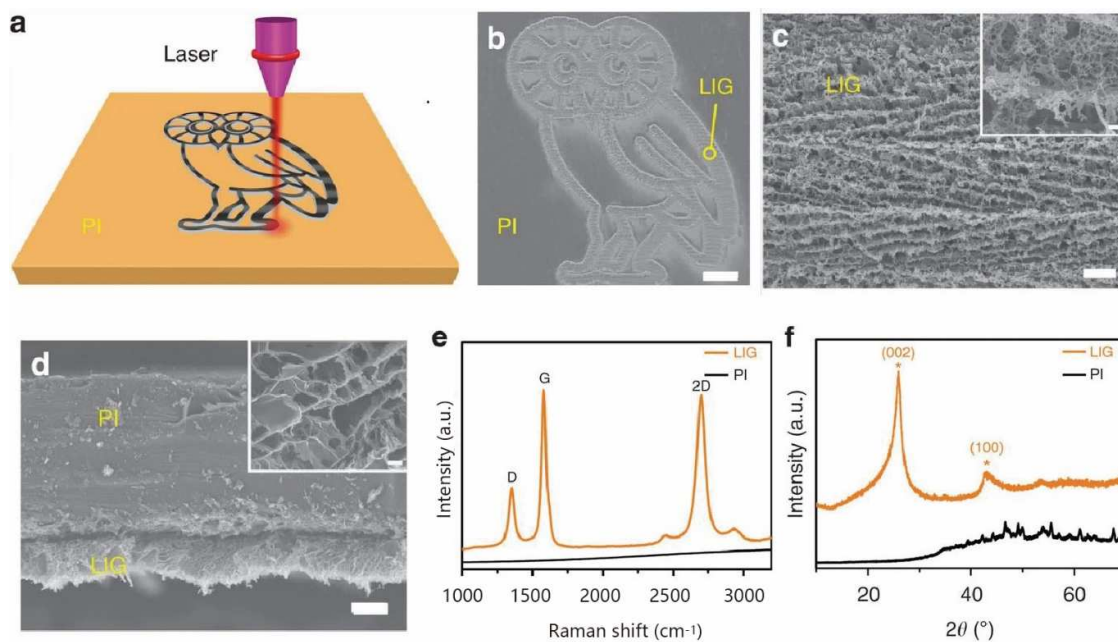 a
Laser
PI
b
LIG
PI
c
LIG
d
PI
LIG
e
LIG
PI
D
G
2D
Intensity (a.u.)
1000 1500 2000 2500 3000
Raman shift (cm-1)
f
LIG
PI
(002)
*
(100)
*
Intensity (a.u.)
20 40 60
2θ (°)